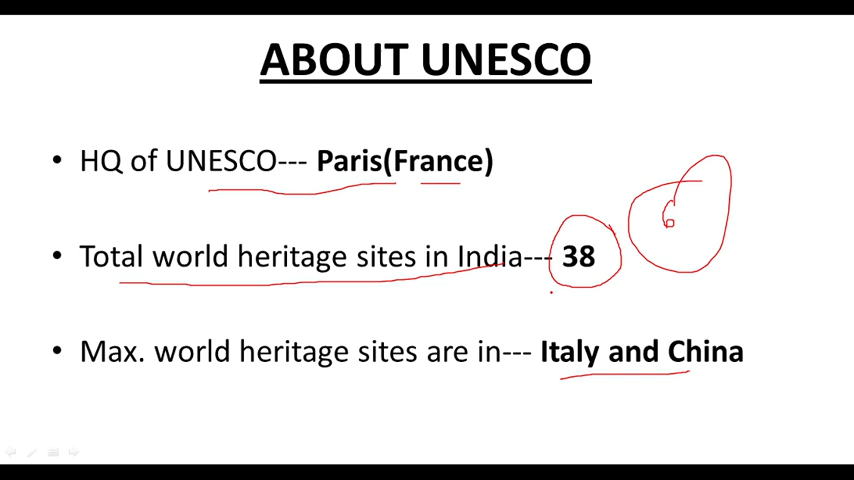 ABOUT UNESCO
• HQ of UNESCO--- Paris(France)
6
• Total world heritage sites in India--- 38
• Max. world heritage sites are in--- Italy and China